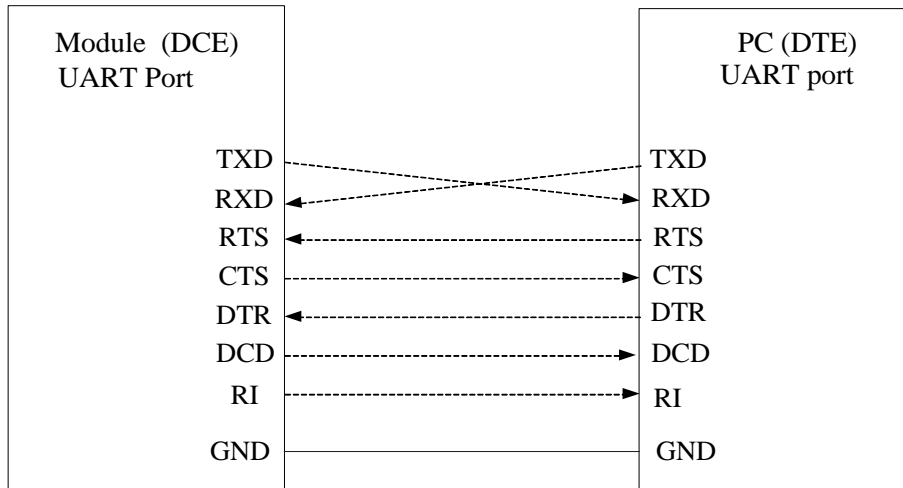 Module (DCE)
UART Port
TXD
RXD
RTS
CTS
DTR
DCD
RI
GND
PC (DTE)
UART port
TXD
RXD
RTS
CTS
DTR
DCD
RI
GND